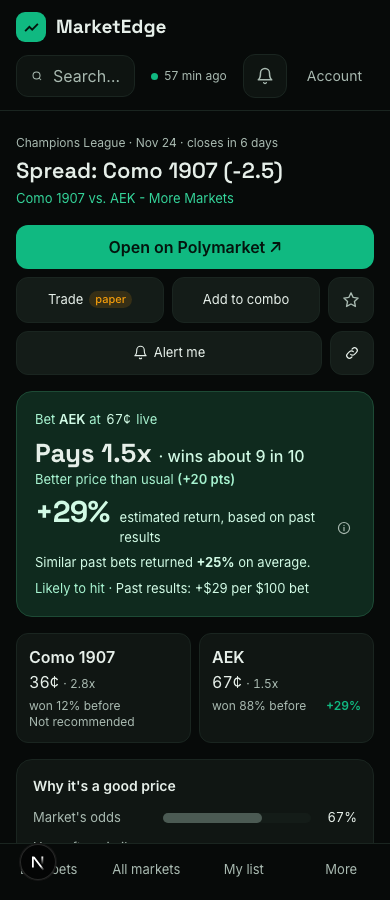 MarketEdge
Search...
57 min ago
Account
Champions League · Nov 24 · closes in 6 days
Spread: Como 1907 (-2.5)
Como 1907 vs. AEK - More Markets
Open on Polymarket ↗
Trade paper
Add to combo
Alert me
Bet AEK at 67¢ live
Pays 1.5x · wins about 9 in 10
Better price than usual (+20 pts)
+29% estimated return, based on past
results
Similar past bets returned +25% on average.
Likely to hit · Past results: +$29 per $100 bet
Como 1907
36¢ · 2.8x
won 12% before
Not recommended
AEK
67¢ · 1.5x
won 88% before +29%
Why it's a good price
Market's odds 67%
N
bets
All markets
My list
More